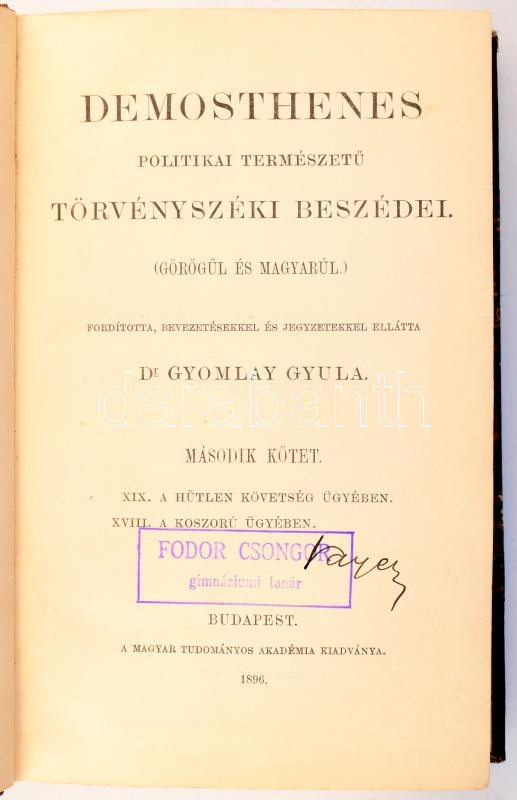 DEMOSTHENES
POLITIKAI TERMÉSZETŰ
TÖRVÉNYSZÉKI BESZÉDEI.
(GÖRÖGŰL ÉS MAGYARÚL.)
FORDÍTOTTA, BEVEZETÉSEKKEL ÉS JEGYZETEKKEL ELLÁTTA
Dr GYOMLAY GYULA.
darabanth
MÁSODIK KÖTET.
XIX. A HŰTLEN KÖVETSÉG ÜGYÉBEN.
XVIII. A KOSZORÚ ÜGYÉBEN.
FODOR CSONGOR
gimnáziumi tanár
BUDAPEST.
A MAGYAR TUDOMÁNYOS AKADÉMIA KIADVÁNYA.
1896.